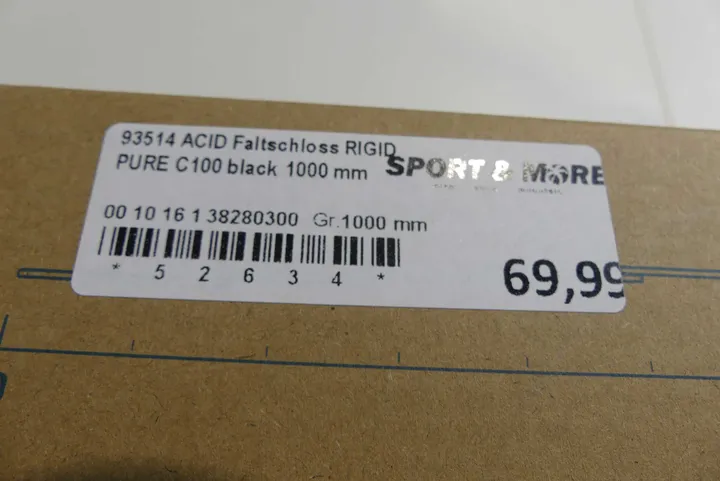 93514 ACID Faltschloss RIGID
PURE C100 black 1000 mm
SPORT & MORE
00 10 16 1 38280300 Gr.1000 mm
* 5 2 6 3 4 *
69,99